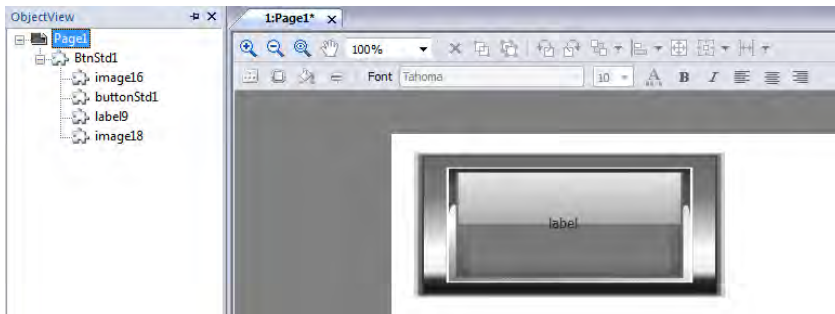 ObjectView
Page1
BtnStd1
image16
buttonStd1
label9
image18
1:Page1*
100%
Font Tahoma 10 A B I
label